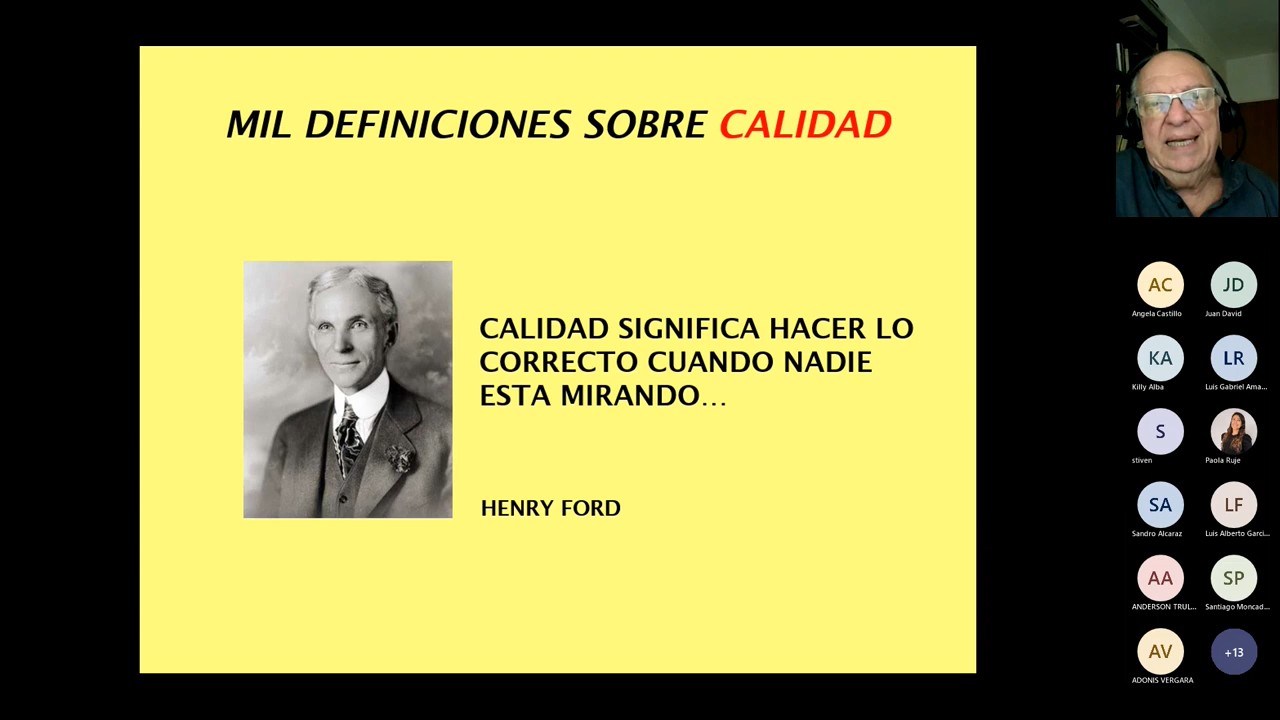 MIL DEFINICIONES SOBRE CALIDAD
CALIDAD SIGNIFICA HACER LO
CORRECTO CUANDO NADIE
ESTA MIRANDO...
HENRY FORD
AC
Angela Castillo
JD
Juan David
KA
Killy Alba
LR
Luis Gabriel Ama...
S
stiven
Paola Ruje
SA
Sandro Alcaraz
LF
Luis Alberto Garci...
AA
ANDERSON TRUL...
SP
Santiago Moncad...
AV
ADONIS VERGARA
+13